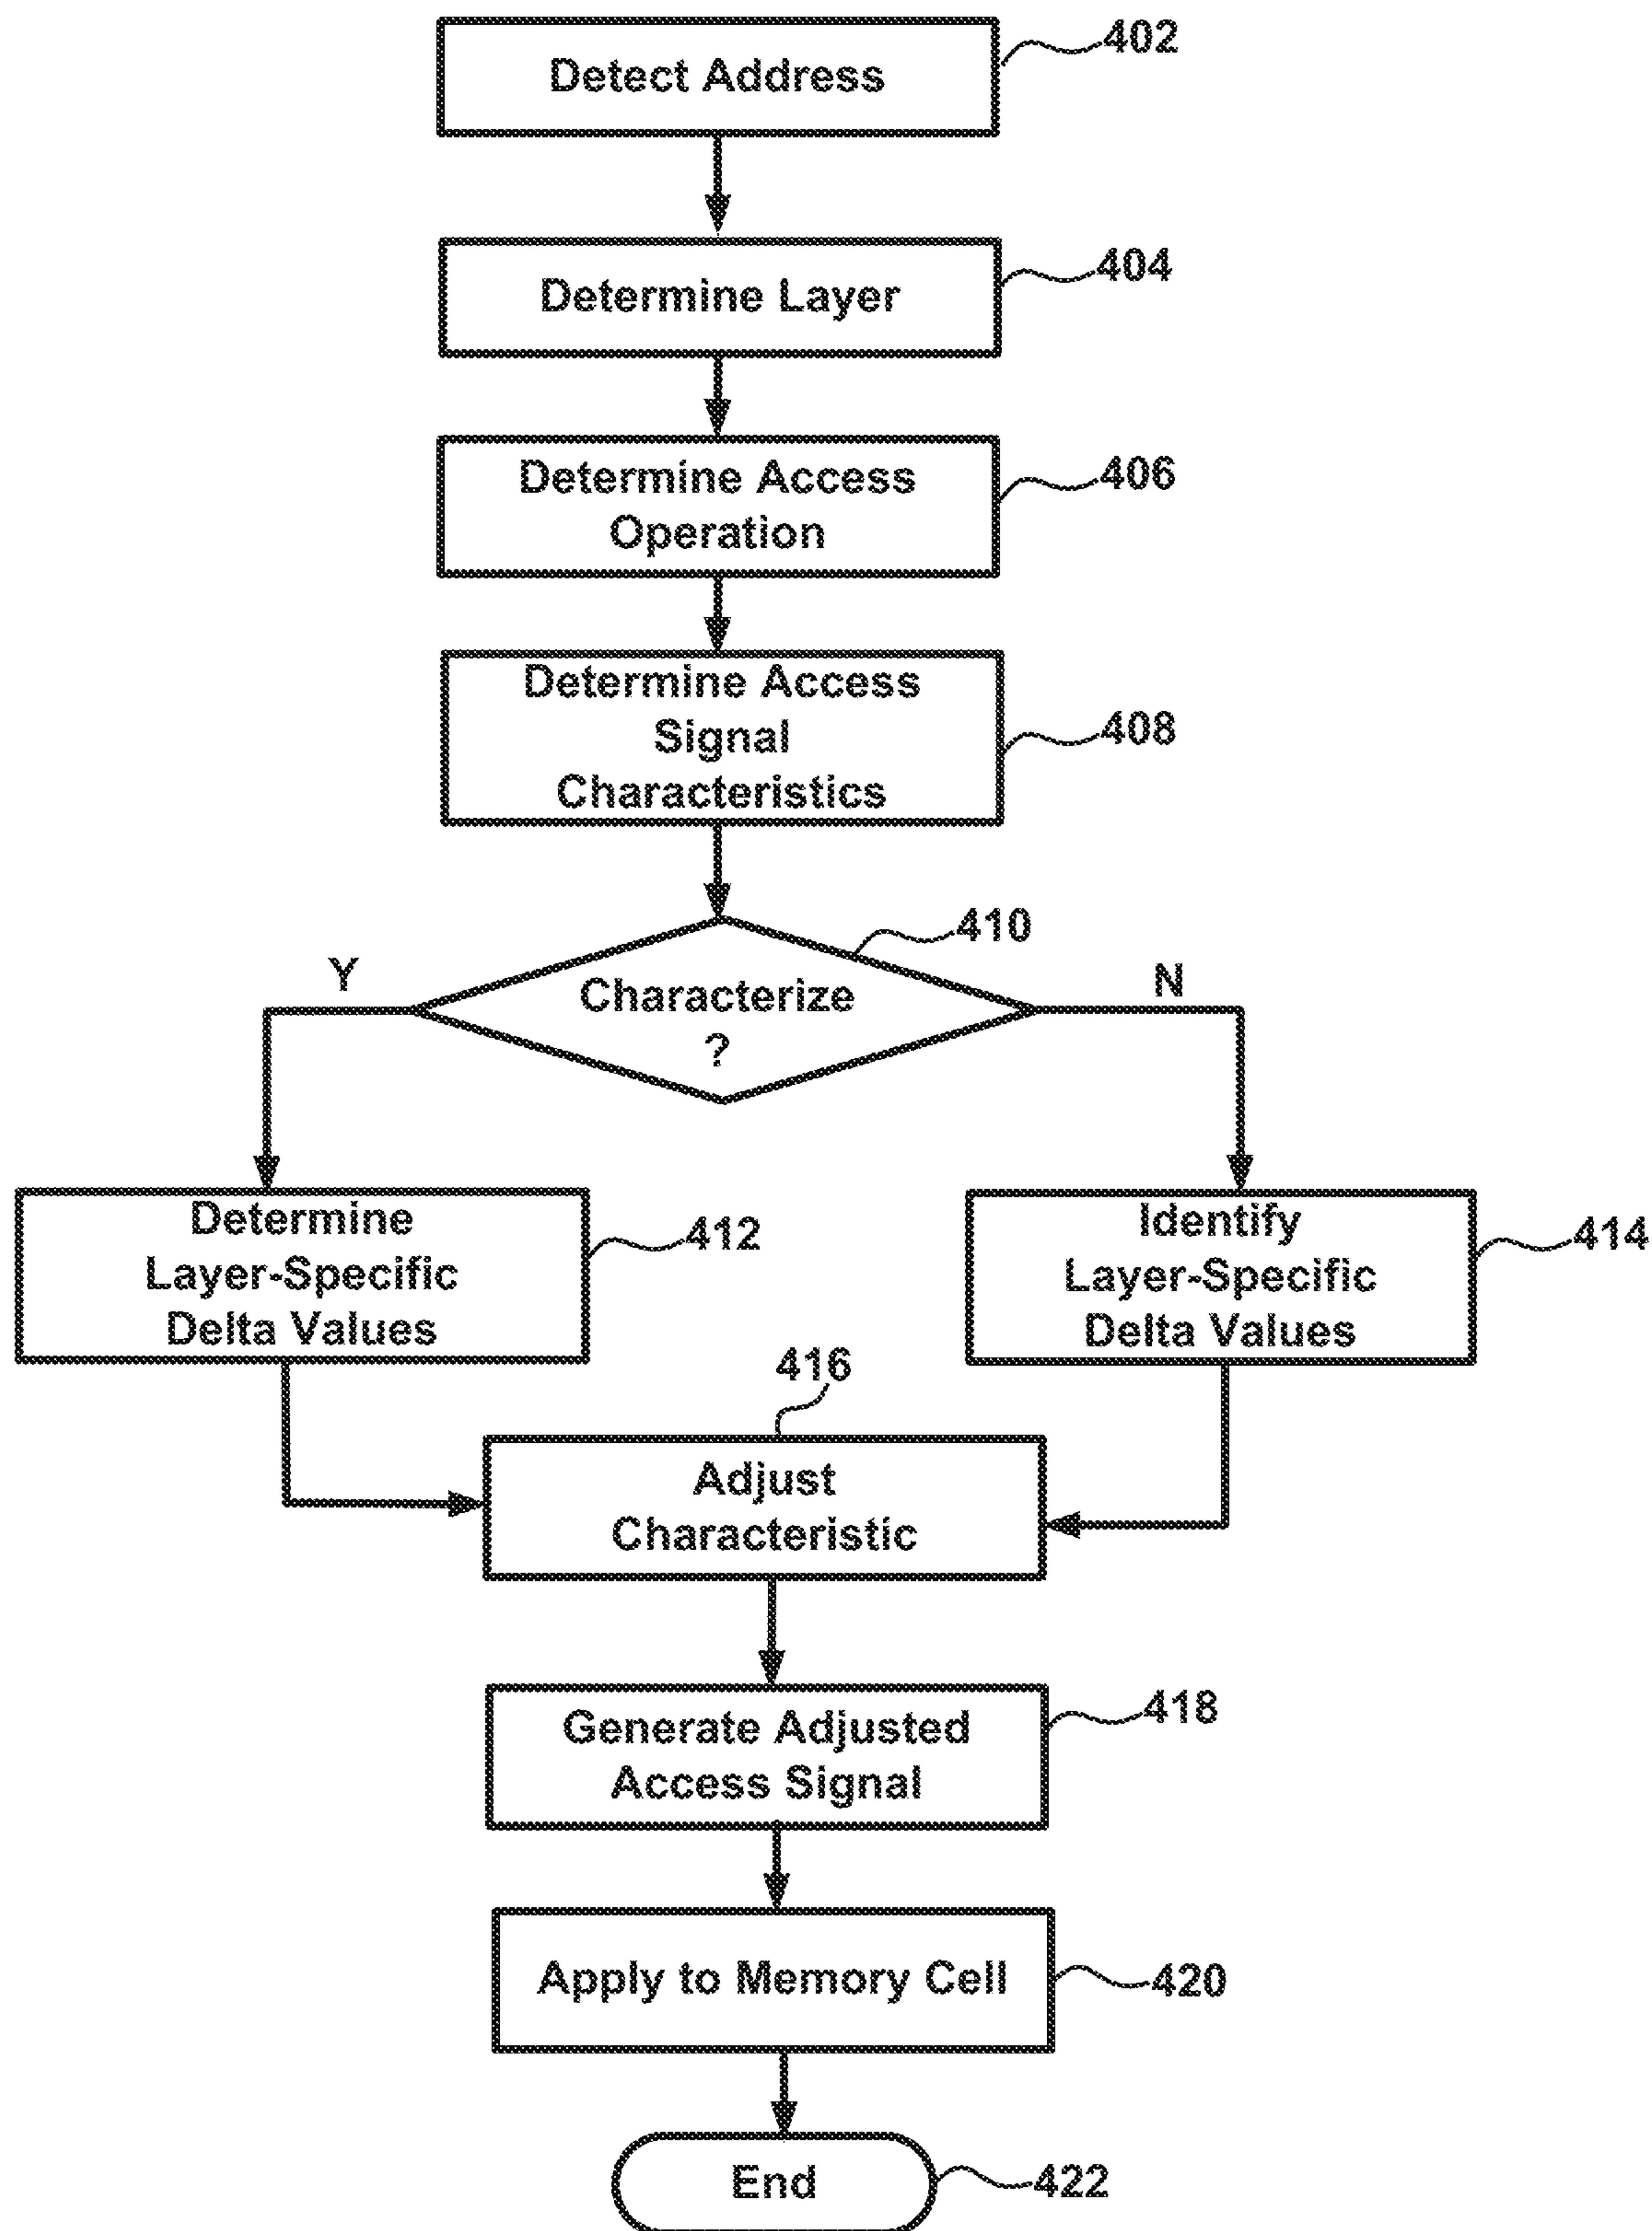 Detect Address
402
Determine Layer
404
Determine Access
Operation
406
Determine Access
Signal
Characteristics
408
410
Characterize
?
Y
N
Determine
Layer-Specific
Delta Values
412
Identify
Layer-Specific
Delta Values
414
416
Adjust
Characteristic
Generate Adjusted
Access Signal
418
Apply to Memory Cell
420
End
422